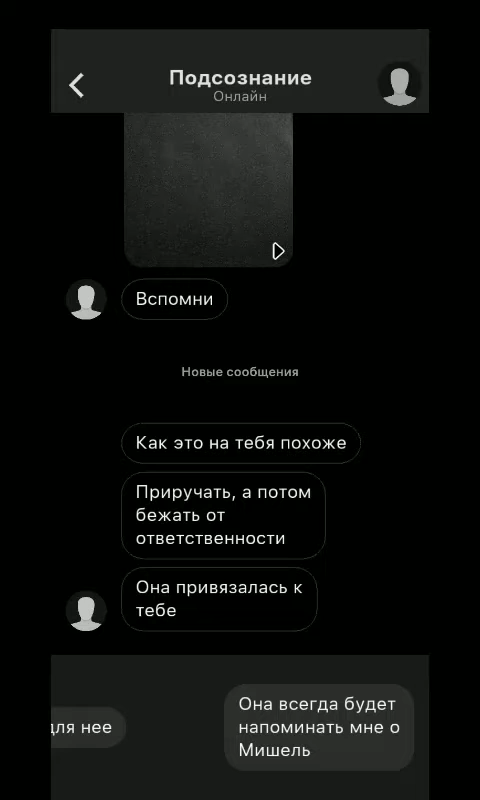 Подсознание
Онлайн
Вспомни
Новые сообщения
Как это на тебя похоже
Приручать, а потом
бежать от
ответственности
Она привязалась к
тебе
для нее
Она всегда будет
напоминать мне о
Мишель